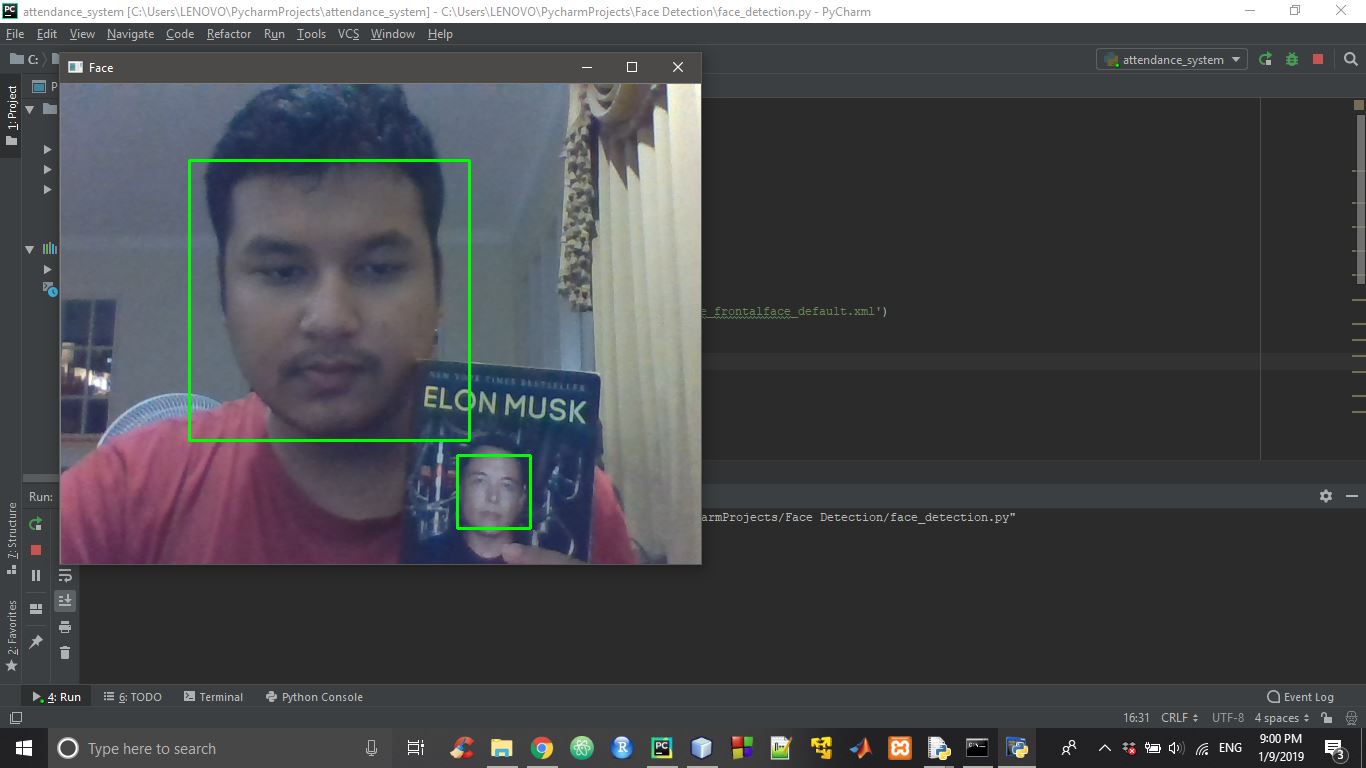 attendance_system [C:\Users\LENOVO\PycharmProjects\attendance_system] - C:\Users\LENOVO\PycharmProjects\Face Detection\face_detection.py - PyCharm
File Edit View Navigate Code Refactor Run Tools VCS Window Help
C:
attendance_system
Face
P
1: Project
e_frontalface_default.xml')
NEW YORK TIMES BESTSELLER
ELON MUSK
Run:
armProjects/Face Detection/face_detection.py"
7: Structure
2: Favorites
4: Run 6: TODO Terminal Python Console Event Log
16:31 CRLF UTF-8 4 spaces
Type here to search
ENG
9:00 PM
1/9/2019
3